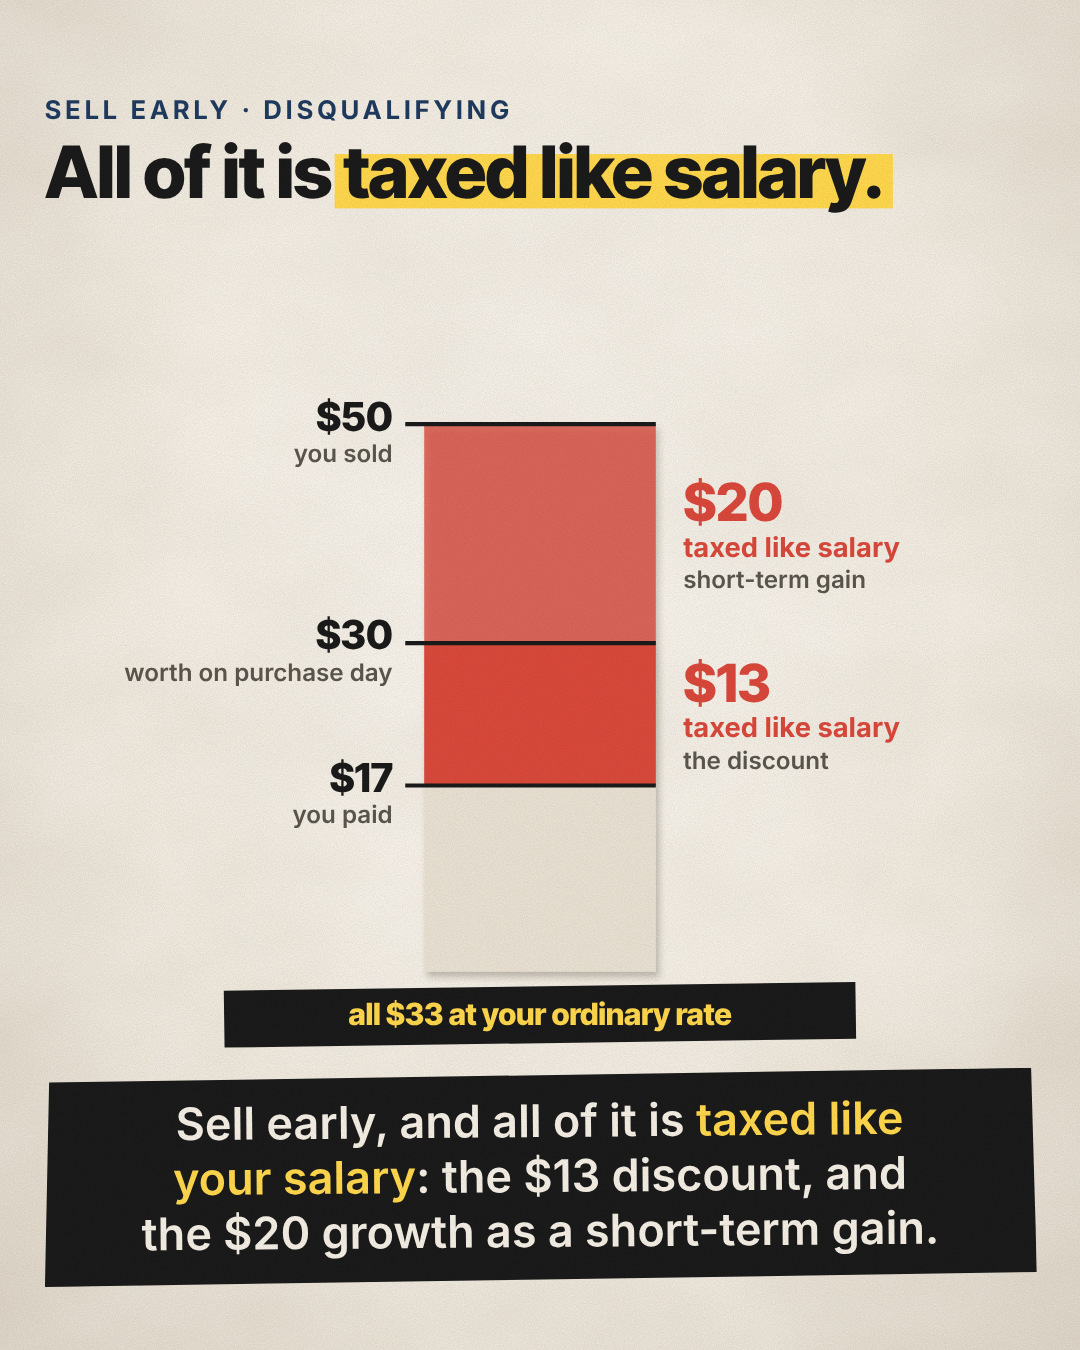 SELL EARLY · DISQUALIFYING
All of it is taxed like salary.
$50
you sold
$20
taxed like salary
short-term gain
$30
worth on purchase day
$13
taxed like salary
the discount
$17
you paid
all $33 at your ordinary rate
Sell early, and all of it is taxed like
your salary: the $13 discount, and
the $20 growth as a short-term gain.